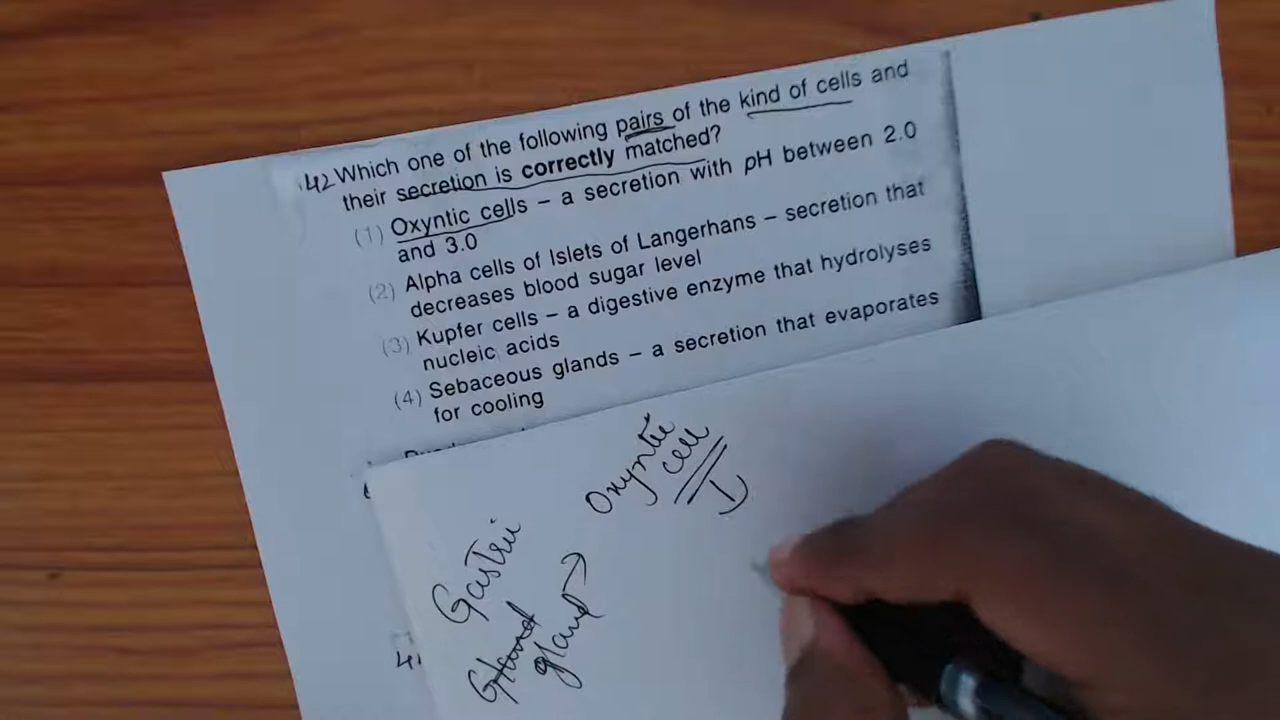 42 Which one of the following pairs of the kind of cells and
their secretion is correctly matched?
(1) Oxyntic cells – a secretion with pH between 2.0
and 3.0
(2) Alpha cells of Islets of Langerhans – secretion that
decreases blood sugar level
(3) Kupfer cells – a digestive enzyme that hydrolyses
nucleic acids
(4) Sebaceous glands – a secretion that evaporates
for cooling
Oxyntic
cell
Gastric
Gland
gland →
41